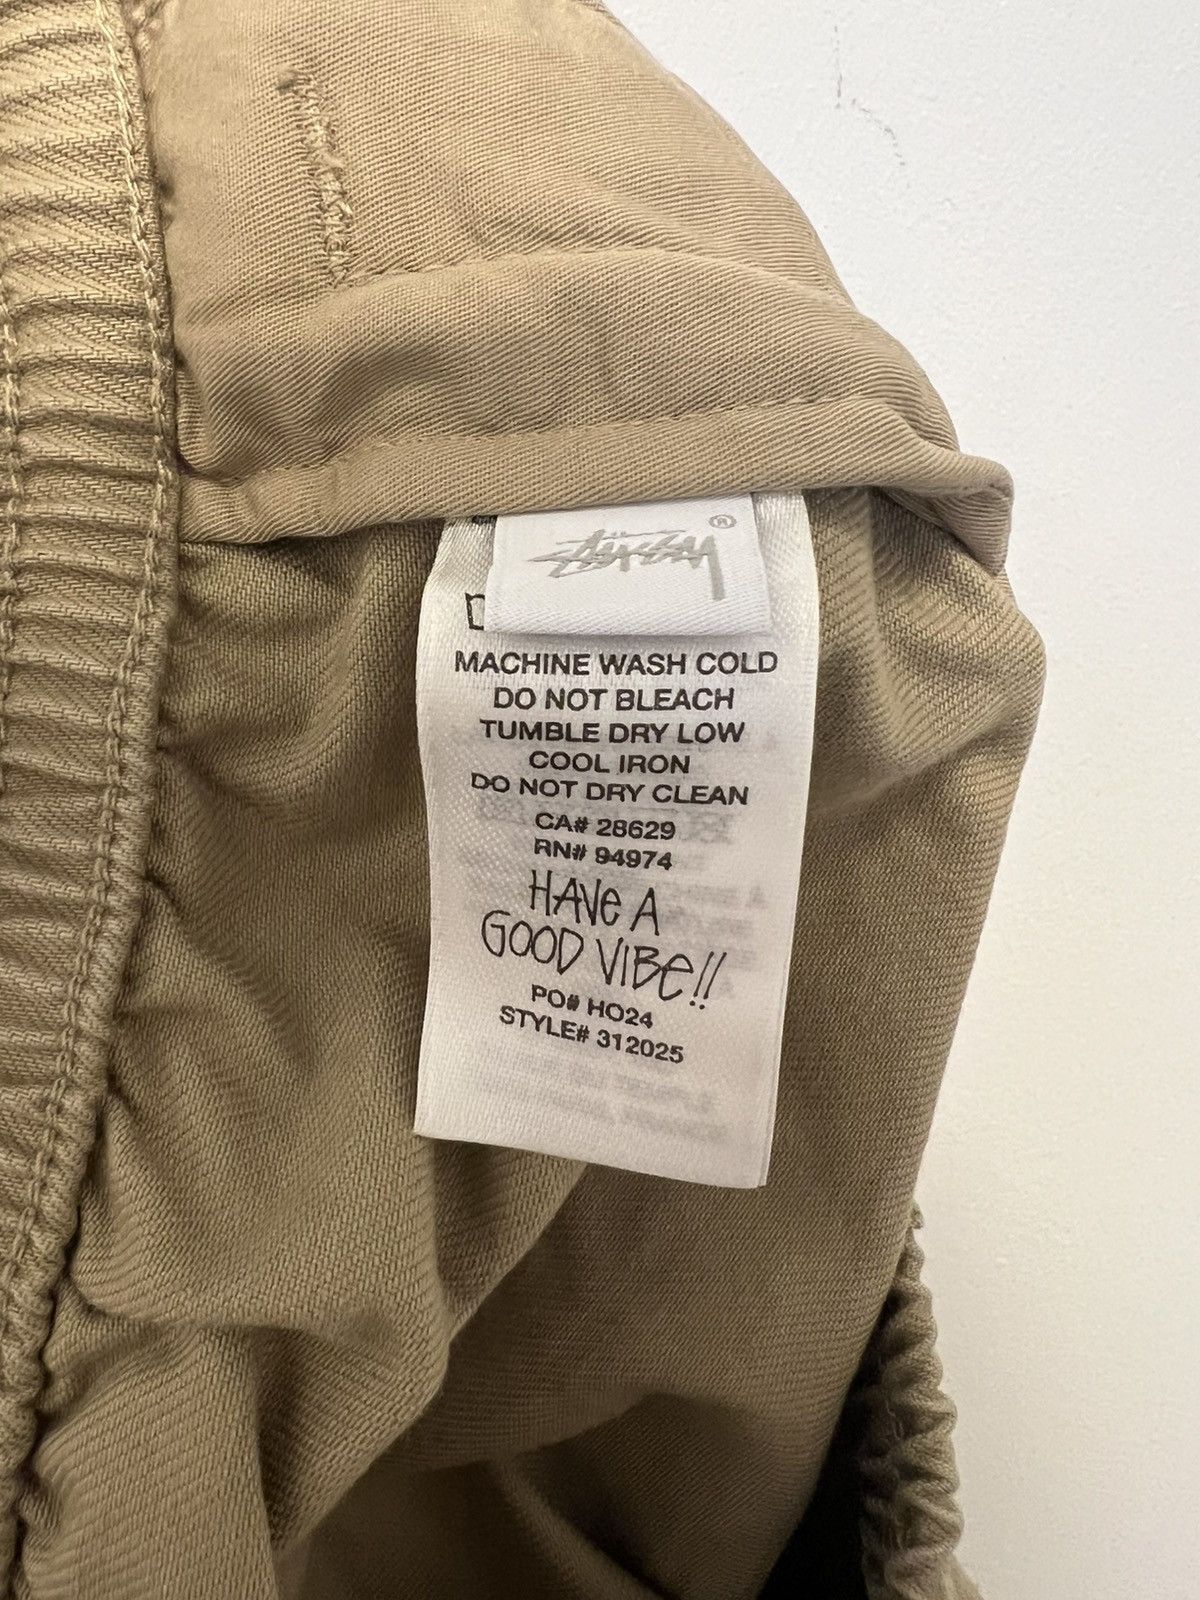 STÜSSY®
MACHINE WASH COLD
DO NOT BLEACH
TUMBLE DRY LOW
COOL IRON
DO NOT DRY CLEAN
CA# 28629
RN# 94974
HAVE A
GOOD VIBE!!
PO# HO24
STYLE# 312025